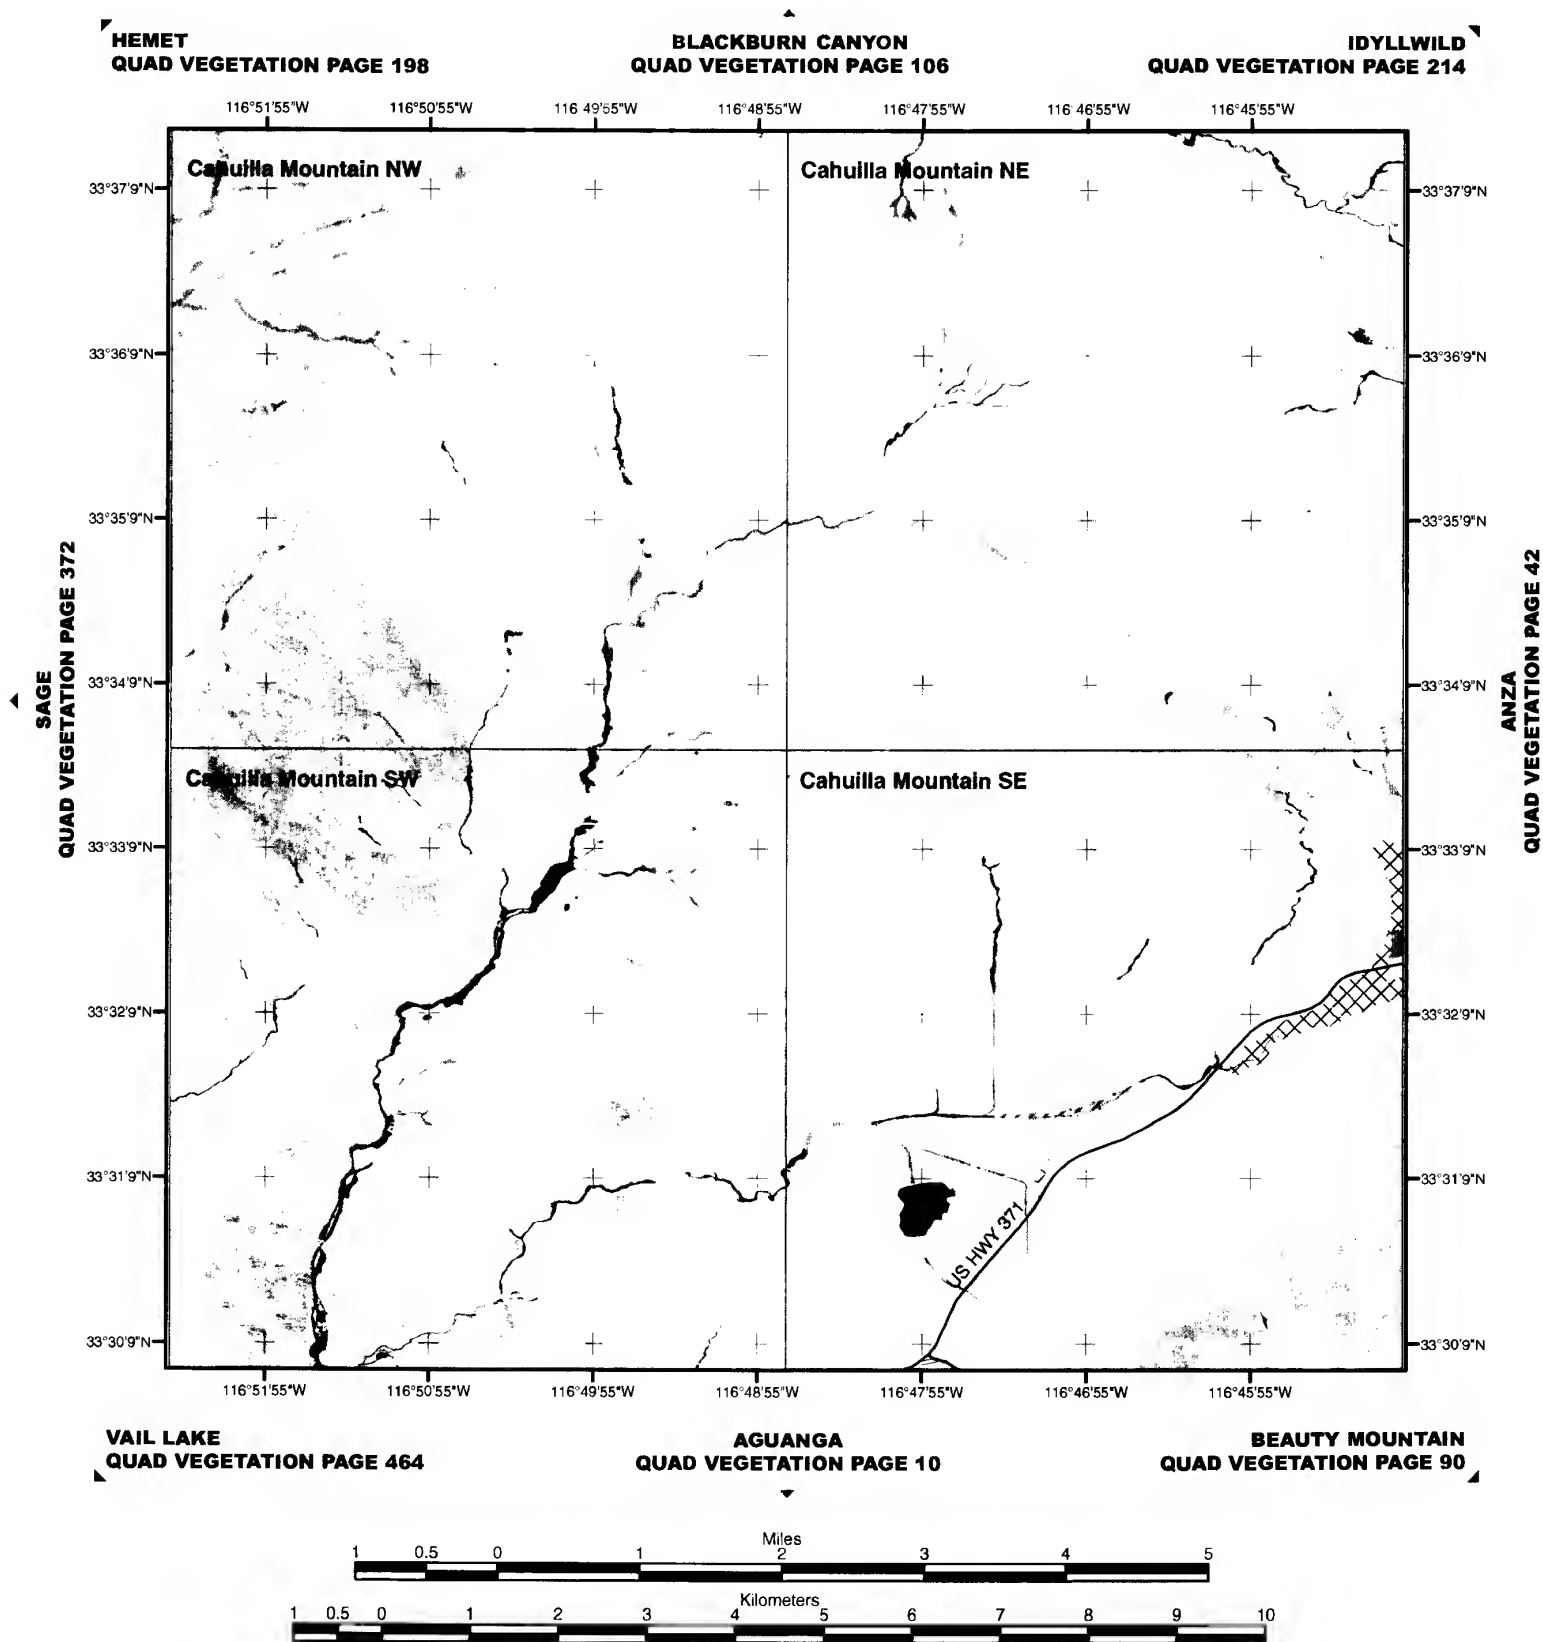 HEMET
QUAD VEGETATION PAGE 198
BLACKBURN CANYON
QUAD VEGETATION PAGE 106
IDYLLWILD
QUAD VEGETATION PAGE 214
116°51'55"W 116°50'55"W 116°49'55"W 116°48'55"W 116°47'55"W 116°46'55"W 116°45'55"W
Cahuilla Mountain NW
Cahuilla Mountain NE
33°37'9"N 33°37'9"N
33°36'9"N 33°36'9"N
33°35'9"N 33°35'9"N
SAGE
QUAD VEGETATION PAGE 372
ANZA
QUAD VEGETATION PAGE 42
33°34'9"N 33°34'9"N
Cahuilla Mountain SW
Cahuilla Mountain SE
33°33'9"N 33°33'9"N
33°32'9"N 33°32'9"N
33°31'9"N 33°31'9"N
US HWY 371
33°30'9"N 33°30'9"N
116°51'55"W 116°50'55"W 116°49'55"W 116°48'55"W 116°47'55"W 116°46'55"W 116°45'55"W
VAIL LAKE
QUAD VEGETATION PAGE 464
AGUANGA
QUAD VEGETATION PAGE 10
BEAUTY MOUNTAIN
QUAD VEGETATION PAGE 90
Miles
1 0.5 0 1 2 3 4 5
Kilometers
1 0.5 0 1 2 3 4 5 6 7 8 9 10